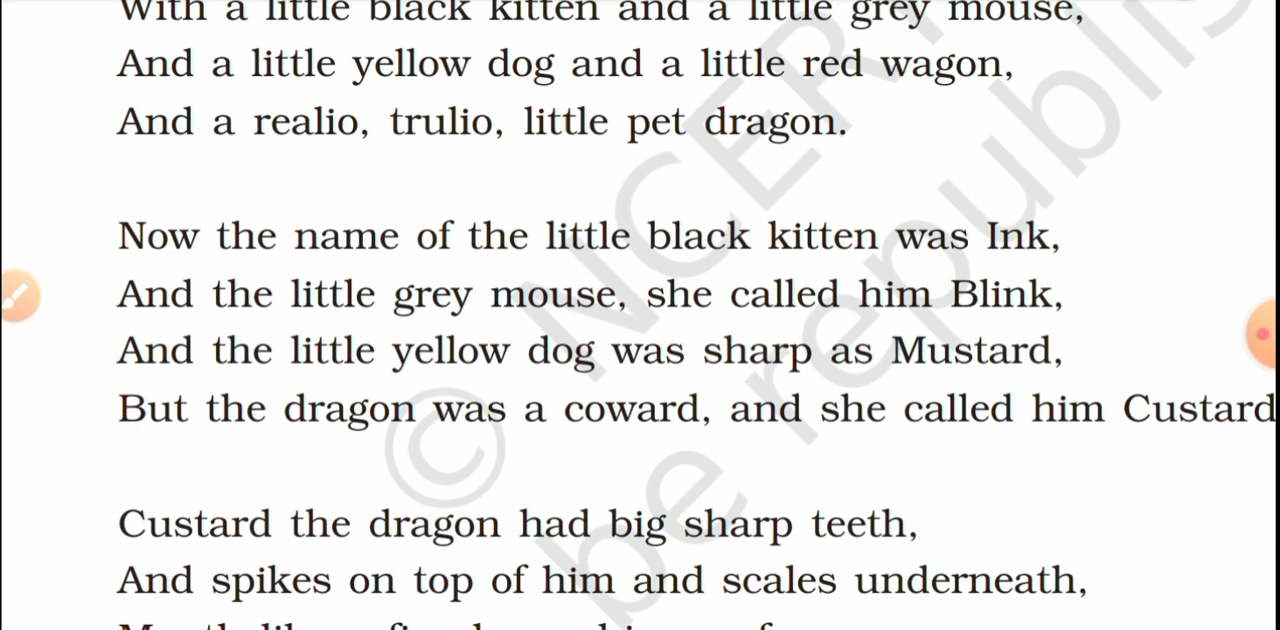 With a little black kitten and a little grey mouse,
And a little yellow dog and a little red wagon,
And a realio, trulio, little pet dragon.
Now the name of the little black kitten was Ink,
And the little grey mouse, she called him Blink,
And the little yellow dog was sharp as Mustard,
But the dragon was a coward, and she called him Custard
Custard the dragon had big sharp teeth,
And spikes on top of him and scales underneath,
© NCER
be republis